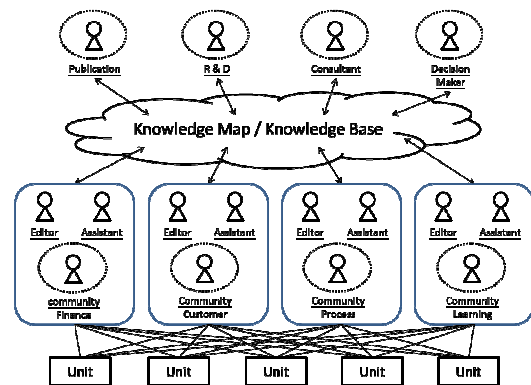 Publication R & D Consultant Decision
Maker
Knowledge Map / Knowledge Base
Editor Assistant Editor Assistant Editor Assistant Editor Assistant
community Community Community Community
Finance Customer Process Learning
Unit Unit Unit Unit Unit